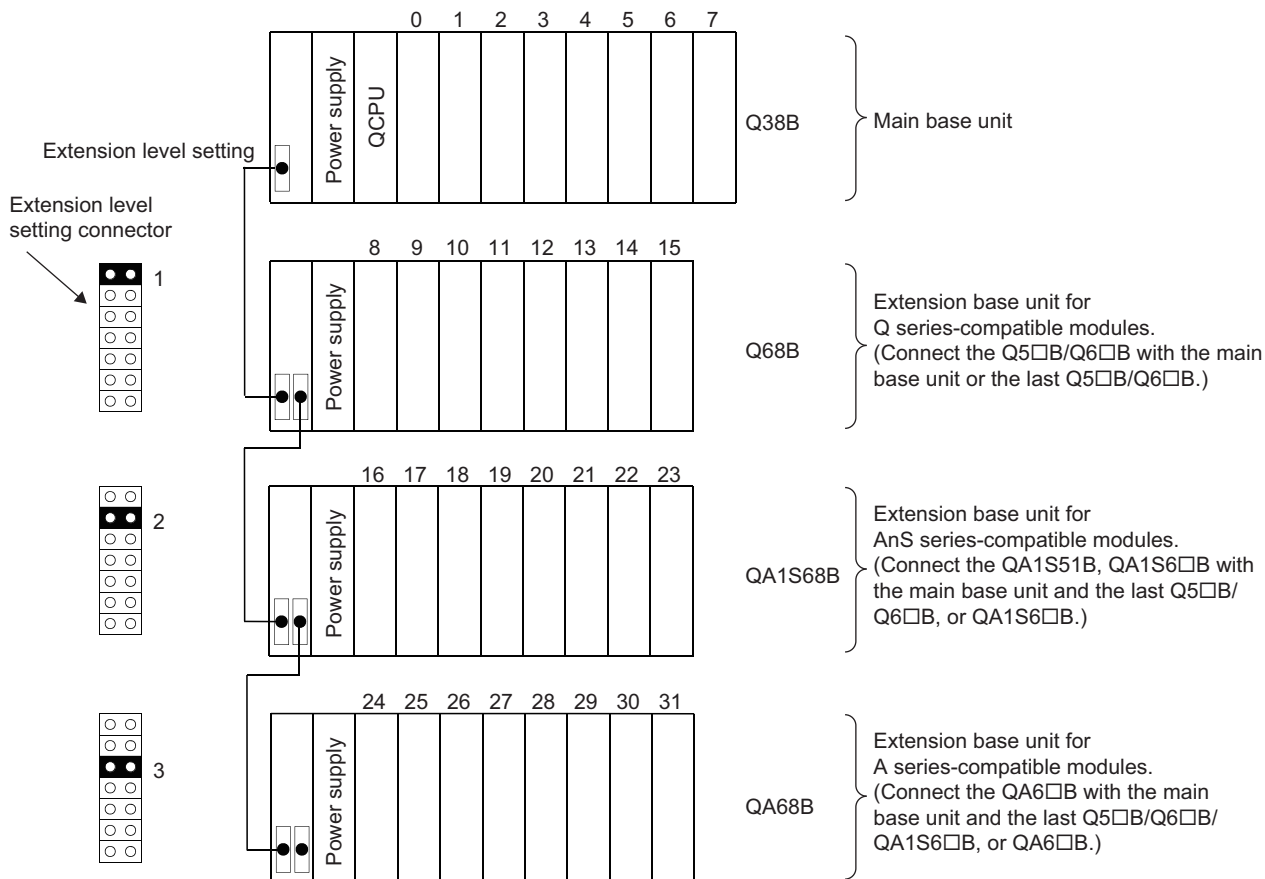 0 1 2 3 4 5 6 7
Power supply
QCPU
Q38B
Main base unit
Extension level setting
Extension level
setting connector
1
8 9 10 11 12 13 14 15
Power supply
Q68B
Extension base unit for
Q series-compatible modules.
(Connect the Q5□B/Q6□B with the main
base unit or the last Q5□B/Q6□B.)
2
16 17 18 19 20 21 22 23
Power supply
QA1S68B
Extension base unit for
AnS series-compatible modules.
(Connect the QA1S51B, QA1S6□B with
the main base unit and the last Q5□B/
Q6□B, or QA1S6□B.)
3
24 25 26 27 28 29 30 31
Power supply
QA68B
Extension base unit for
A series-compatible modules.
(Connect the QA6□B with the main
base unit and the last Q5□B/Q6□B/
QA1S6□B, or QA6□B.)